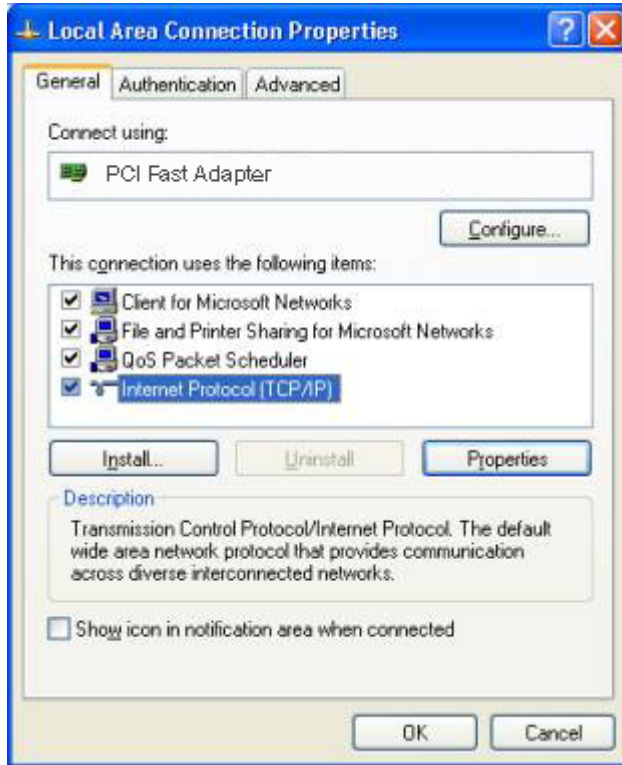 Local Area Connection Properties
General Authentication Advanced
Connect using:
PCI Fast Adapter
Configure...
This connection uses the following items:
Client for Microsoft Networks
File and Printer Sharing for Microsoft Networks
QoS Packet Scheduler
Internet Protocol (TCP/IP)
Install... Uninstall Properties
Description
Transmission Control Protocol/Internet Protocol. The default
wide area network protocol that provides communication
across diverse interconnected networks.
Show icon in notification area when connected
OK Cancel